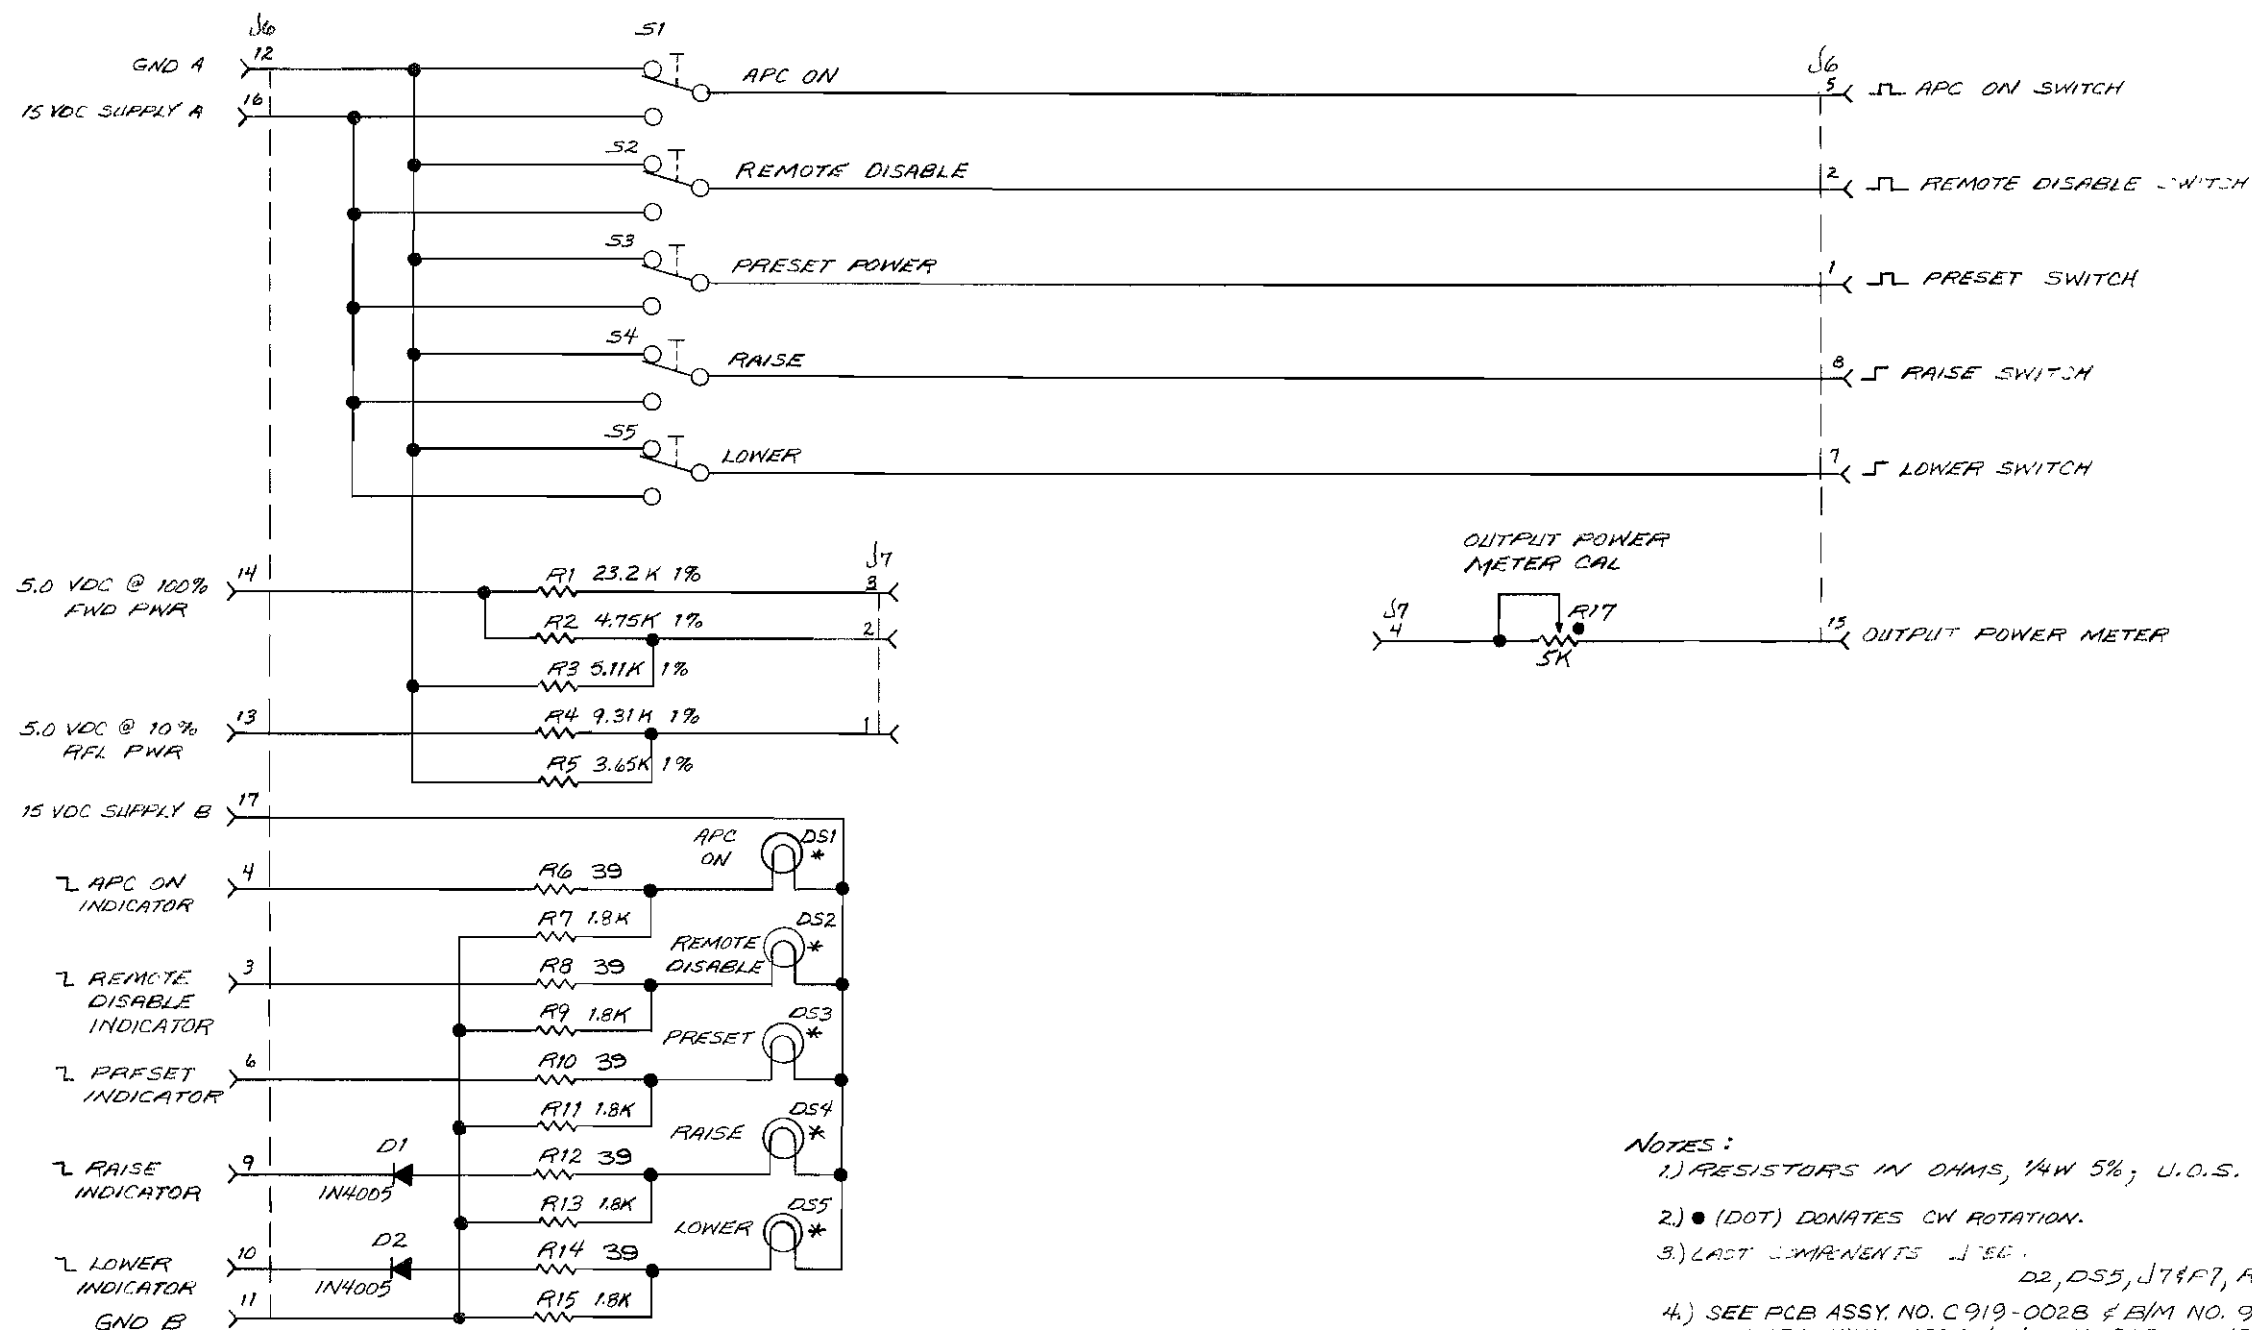 J6
S1
GND A
12
APC ON
J6
5
APC ON SWITCH
15 VDC SUPPLY A
16
S2
REMOTE DISABLE
2
REMOTE DISABLE
S3
PRESET POWER
1
PRESET SWITCH
S4
RAISE
8
RAISE SWITCH
S5
LOWER
7
LOWER SWITCH
OUTPUT POWER
METER CAL
5.0 VDC @ 100%
FWD PWR
14
R1 23.2K 1%
J7
3
R2 4.75K 1%
2
R3 5.11K 1%
J7
4
R17
5K
15
OUTPUT POWER METER
5.0 VDC @ 10%
RFL PWR
13
R4 9.31K 1%
1
R5 3.65K 1%
15 VDC SUPPLY B
17
APC
ON
DS1
*
APC ON
INDICATOR
4
R6 39
R7 1.8K
DS2
*
REMOTE
DISABLE
REMOTE
DISABLE
INDICATOR
3
R8 39
R9 1.8K
DS3
*
PRESET
PRESET
INDICATOR
6
R10 39
R11 1.8K
DS4
*
RAISE
RAISE
INDICATOR
9
D1
1N4005
R12 39
R13 1.8K
DS5
*
LOWER
LOWER
INDICATOR
10
D2
1N4005
R14 39
R15 1.8K
GND B
11
NOTES:
1.) RESISTORS IN OHMS, 1/4W 5%; U.O.S.
2.) ● (DOT) DONATES CW ROTATION.
3.) LAST
D2, DS5, J7&P7,
4.) SEE PCB ASSY. NO. C919-0028 & B/M NO.